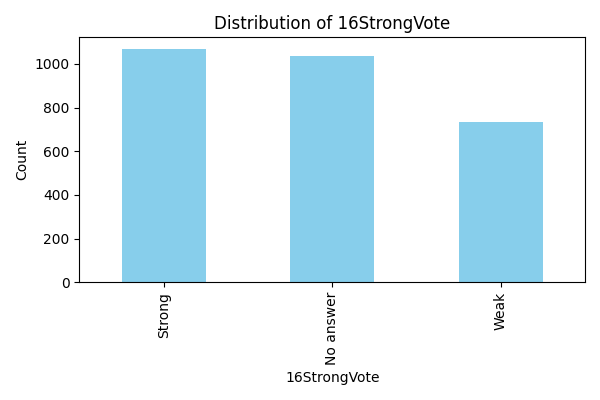 Distribution of 16StrongVote
Count
1000
800
600
400
200
0
Strong
No answer
Weak
16StrongVote